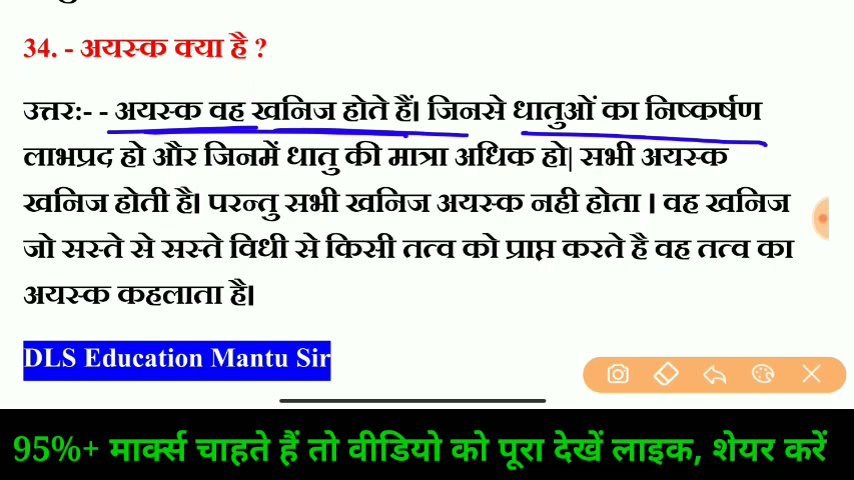 34. - अयस्क क्या है ?
उत्तर:- - अयस्क वह खनिज होते हैं। जिनसे धातुओं का निष्कर्षण
लाभप्रद हो और जिनमें धातु की मात्रा अधिक हो| सभी अयस्क
खनिज होती है। परन्तु सभी खनिज अयस्क नही होता । वह खनिज
जो सस्ते से सस्ते विधी से किसी तत्व को प्राप्त करते है वह तत्व का
अयस्क कहलाता है।
DLS Education Mantu Sir
95%+ मार्क्स चाहते हैं तो वीडियो को पूरा देखें लाइक, शेयर करें